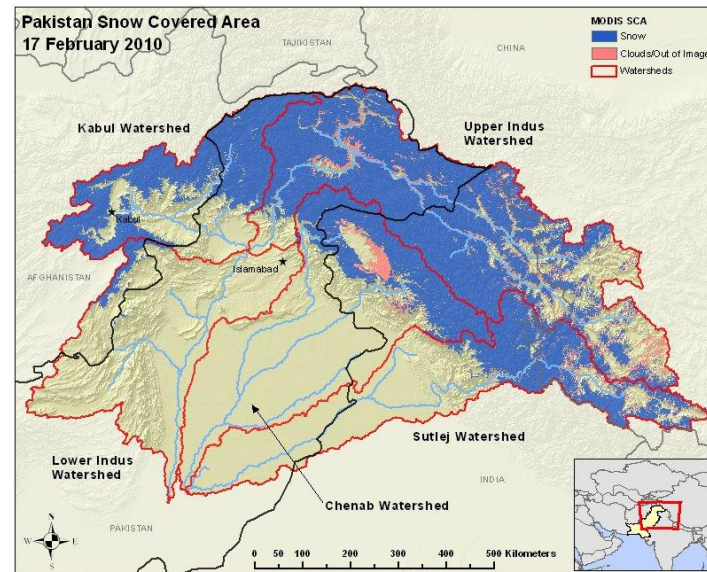 Pakistan Snow Covered Area
17 February 2010
MODIS SCA
Snow
Clouds/Out of Image
Watersheds
TAJIKISTAN
CHINA
Kabul Watershed
Upper Indus
Watershed
Kabul
Islamabad
AFGHANISTAN
Lower Indus
Watershed
Sutlej Watershed
INDIA
Chenab Watershed
PAKISTAN
N
W
E
S
0 50 100 200 300 400 500 Kilometers